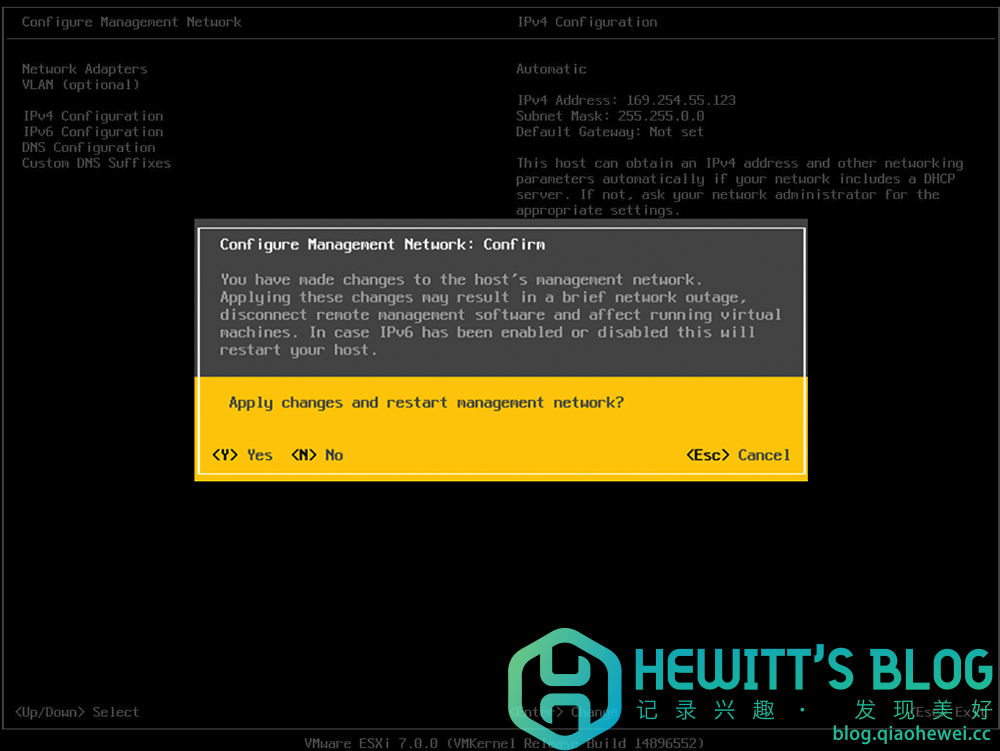 Configure Management Network
IPv4 Configuration
Network Adapters
VLAN (optional)
IPv4 Configuration
IPv6 Configuration
DNS Configuration
Custom DNS Suffixes
Automatic
IPv4 Address: 169.254.55.123
Subnet Mask: 255.255.0.0
Default Gateway: Not set
This host can obtain an IPv4 address and other networking
parameters automatically if your network includes a DHCP
server. If not, ask your network administrator for the
appropriate settings.
Configure Management Network: Confirm
You have made changes to the host's management network.
Applying these changes may result in a brief network outage,
disconnect remote management software and affect running virtual
machines. In case IPv6 has been enabled or disabled this will
restart your host.
Apply changes and restart management network?
<Y> Yes <N> No
<Esc> Cancel
HEWITT'S BLOG
记录兴趣 · 发现美好
blog.qiaohewei.cc
<Up/Down> Select
<Enter> Change
<Esc> Exit
VMware ESXi 7.0.0 (VMKernel Release Build 14896552)